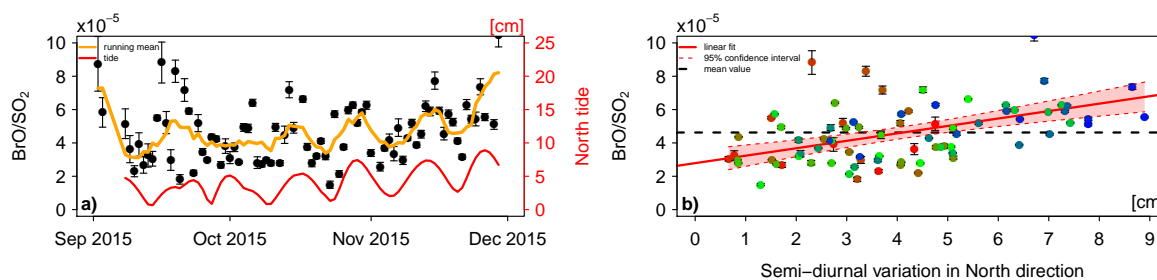 x10⁻⁵
[cm]
10
8
6
4
2
0
25
20
15
10
5
0
BrO/SO₂
North tide
running mean
tide
a)
Sep 2015
Oct 2015
Nov 2015
Dec 2015
x10⁻⁵
10
8
6
4
2
0
BrO/SO₂
linear fit
95% confidence interval
mean value
b)
[cm]
0 1 2 3 4 5 6 7 8 9
Semi−diurnal variation in North direction